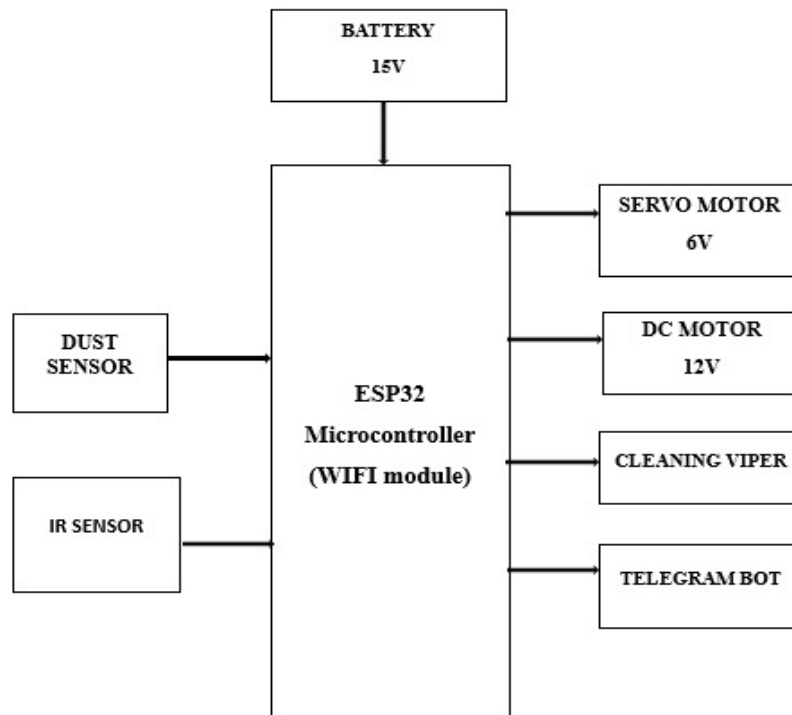 BATTERY
15V
SERVO MOTOR
6V
DUST
SENSOR
DC MOTOR
12V
ESP32
Microcontroller
(WIFI module)
CLEANING VIPER
IR SENSOR
TELEGRAM BOT